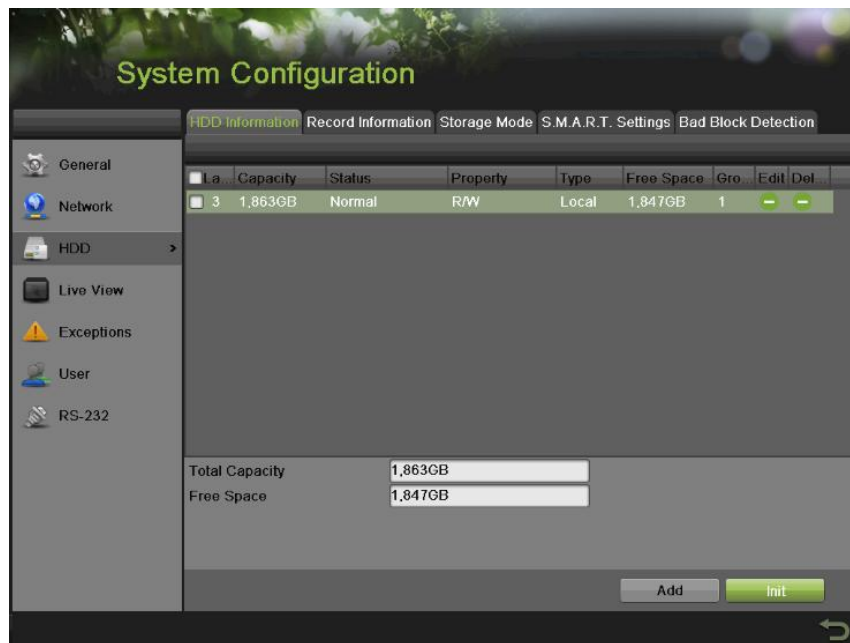 System Configuration
HDD Information Record Information Storage Mode S.M.A.R.T. Settings Bad Block Detection
General
Network
HDD >
Live View
Exceptions
User
RS-232
La... Capacity Status Property Type Free Space Gro... Edit Del...
3 1,863GB Normal R/W Local 1,847GB 1
Total Capacity 1,863GB
Free Space 1,847GB
Add Init